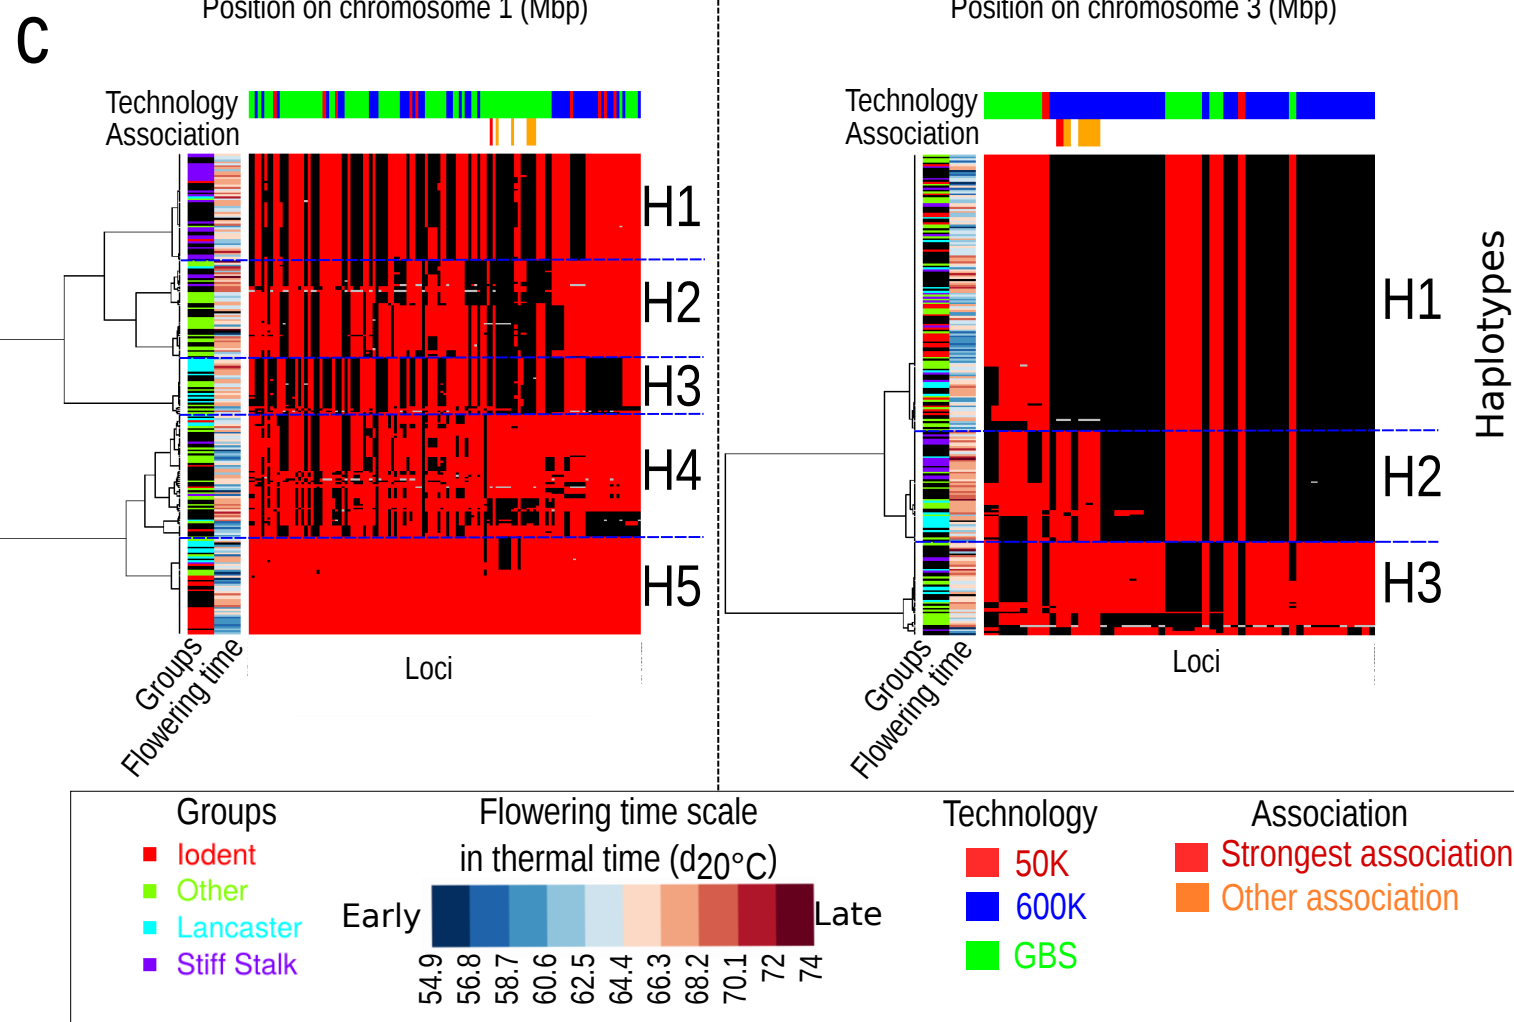 Position on chromosome 1 (Mbp)
Position on chromosome 3 (Mbp)
C
Technology
Association
H1
H2
H3
H4
H5
Groups
Flowering time
Loci
Technology
Association
H1
H2
H3
Haplotypes
Groups
Flowering time
Loci
Groups
Iodent
Other
Lancaster
Stiff Stalk
Flowering time scale
in thermal time (d20°C)
Early
Late
54.9
56.8
58.7
60.6
62.5
64.4
66.3
68.2
70.1
72
74
Technology
50K
600K
GBS
Association
Strongest association
Other association